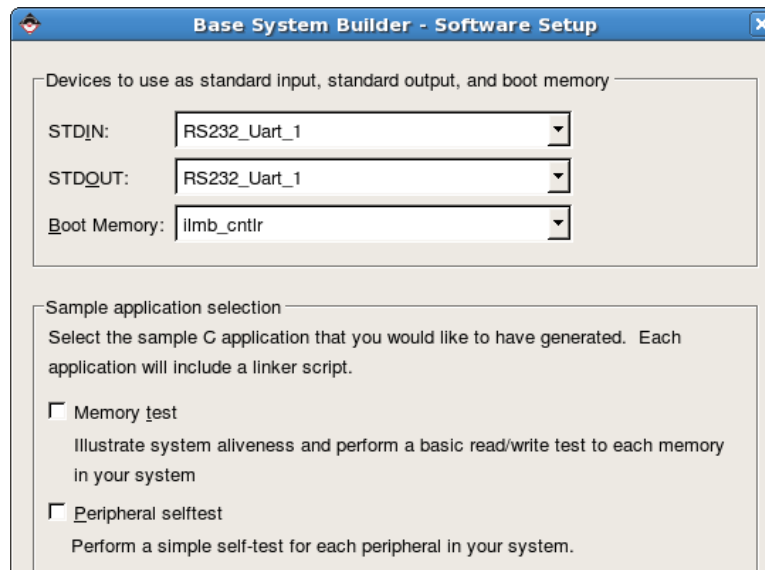 Base System Builder - Software Setup
Devices to use as standard input, standard output, and boot memory
STDIN: RS232_Uart_1
STDOUT: RS232_Uart_1
Boot Memory: ilmb_cntlr
Sample application selection
Select the sample C application that you would like to have generated. Each
application will include a linker script.
Memory test
Illustrate system aliveness and perform a basic read/write test to each memory
in your system
Peripheral selftest
Perform a simple self-test for each peripheral in your system.